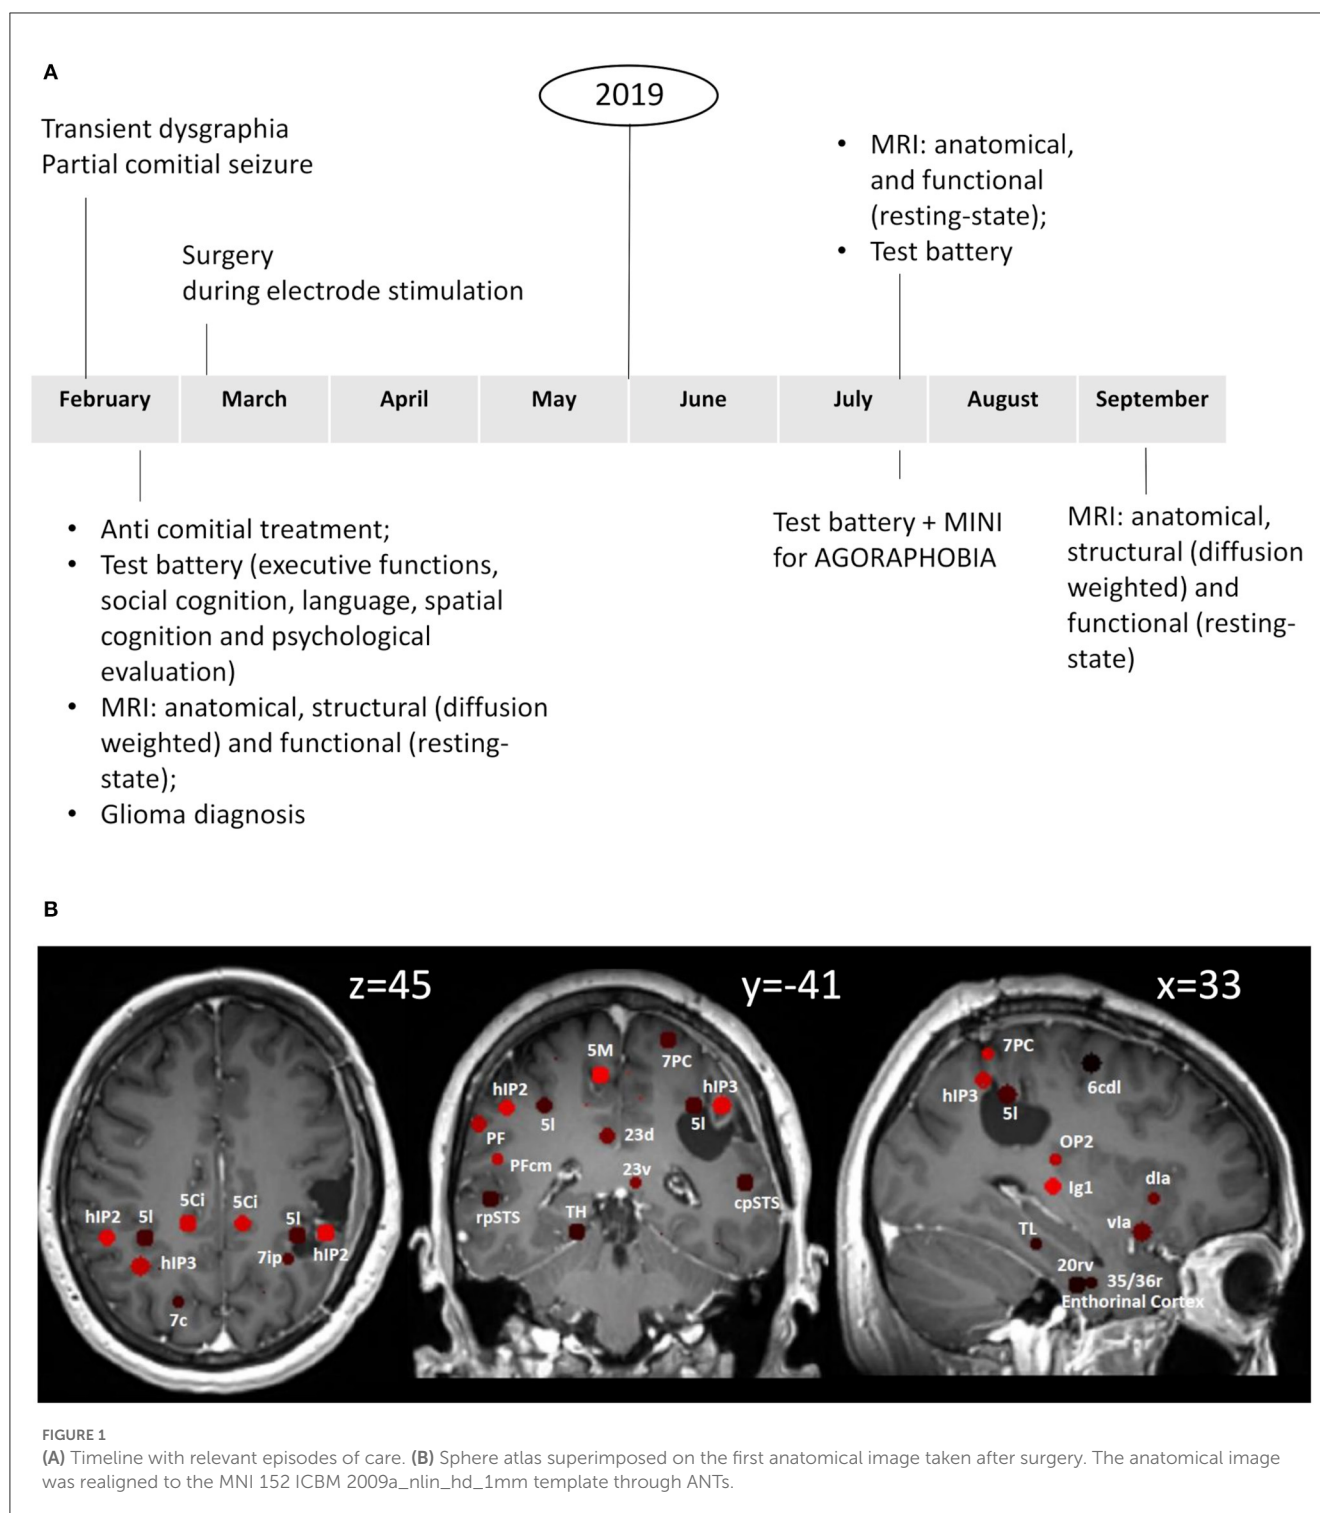 A
2019
Transient dysgraphia
Partial comitial seizure
Surgery
during electrode stimulation
• MRI: anatomical,
and functional
(resting-state);
• Test battery
February March April May June July August September
• Anti comitial treatment;
• Test battery (executive functions,
social cognition, language, spatial
cognition and psychological
evaluation)
• MRI: anatomical, structural (diffusion
weighted) and functional (resting-
state);
• Glioma diagnosis
Test battery + MINI
for AGORAPHOBIA
MRI: anatomical,
structural (diffusion
weighted) and
functional (resting-
state)
B
z=45
5Ci 5Ci
hIP2 5l 5l
hIP3 7ip hIP2
7c
y=-41
5M 7PC
hIP2 hIP3
5l 5l
PF 23d
PFcm 23v
rpSTS TH cpSTS
x=33
7PC
hIP3 6cdl
5l
OP2
Ig1 dIa
TL vIa
20rv 35/36r
Enthorinal Cortex
FIGURE 1
(A) Timeline with relevant episodes of care. (B) Sphere atlas superimposed on the first anatomical image taken after surgery. The anatomical image
was realigned to the MNI 152 ICBM 2009a_nlin_hd_1mm template through ANTs.